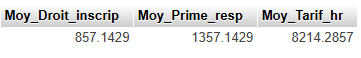 Moy_Droit_inscrip Moy_Prime_resp Moy_Tarif_hr
857.1429 1357.1429 8214.2857